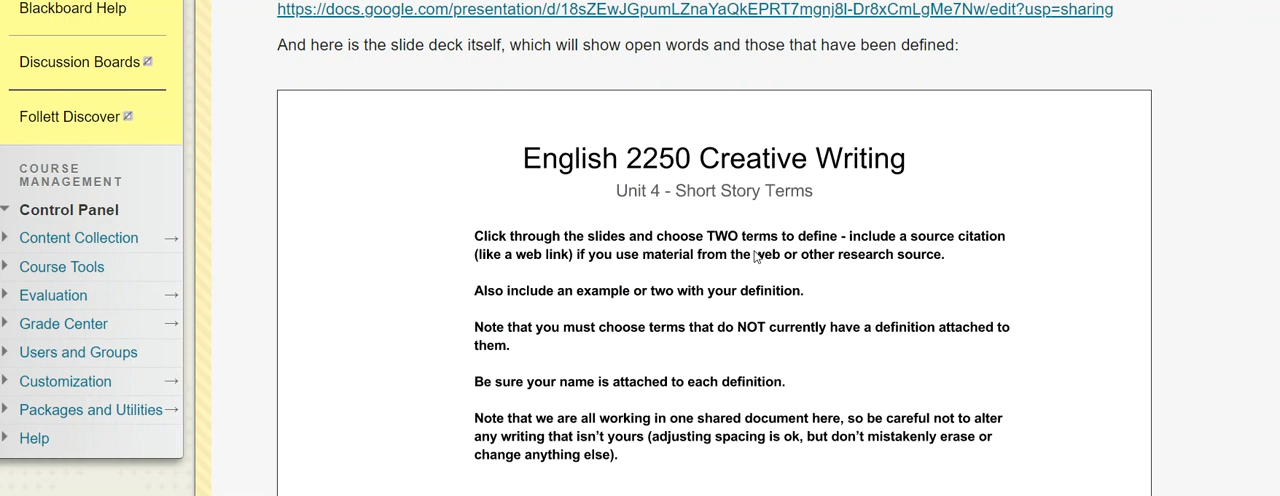 Blackboard Help
Discussion Boards
Follett Discover
COURSE
MANAGEMENT
Control Panel
Content Collection
Course Tools
Evaluation
Grade Center
Users and Groups
Customization
Packages and Utilities
Help
https://docs.google.com/presentation/d/18sZEwJGpumLZnaYaQkEPRT7mgnj8l-Dr8xCmLgMe7Nw/edit?usp=sharing
And here is the slide deck itself, which will show open words and those that have been defined:
English 2250 Creative Writing
Unit 4 - Short Story Terms
Click through the slides and choose TWO terms to define - include a source citation
(like a web link) if you use material from the web or other research source.
Also include an example or two with your definition.
Note that you must choose terms that do NOT currently have a definition attached to
them.
Be sure your name is attached to each definition.
Note that we are all working in one shared document here, so be careful not to alter
any writing that isn’t yours (adjusting spacing is ok, but don’t mistakenly erase or
change anything else).